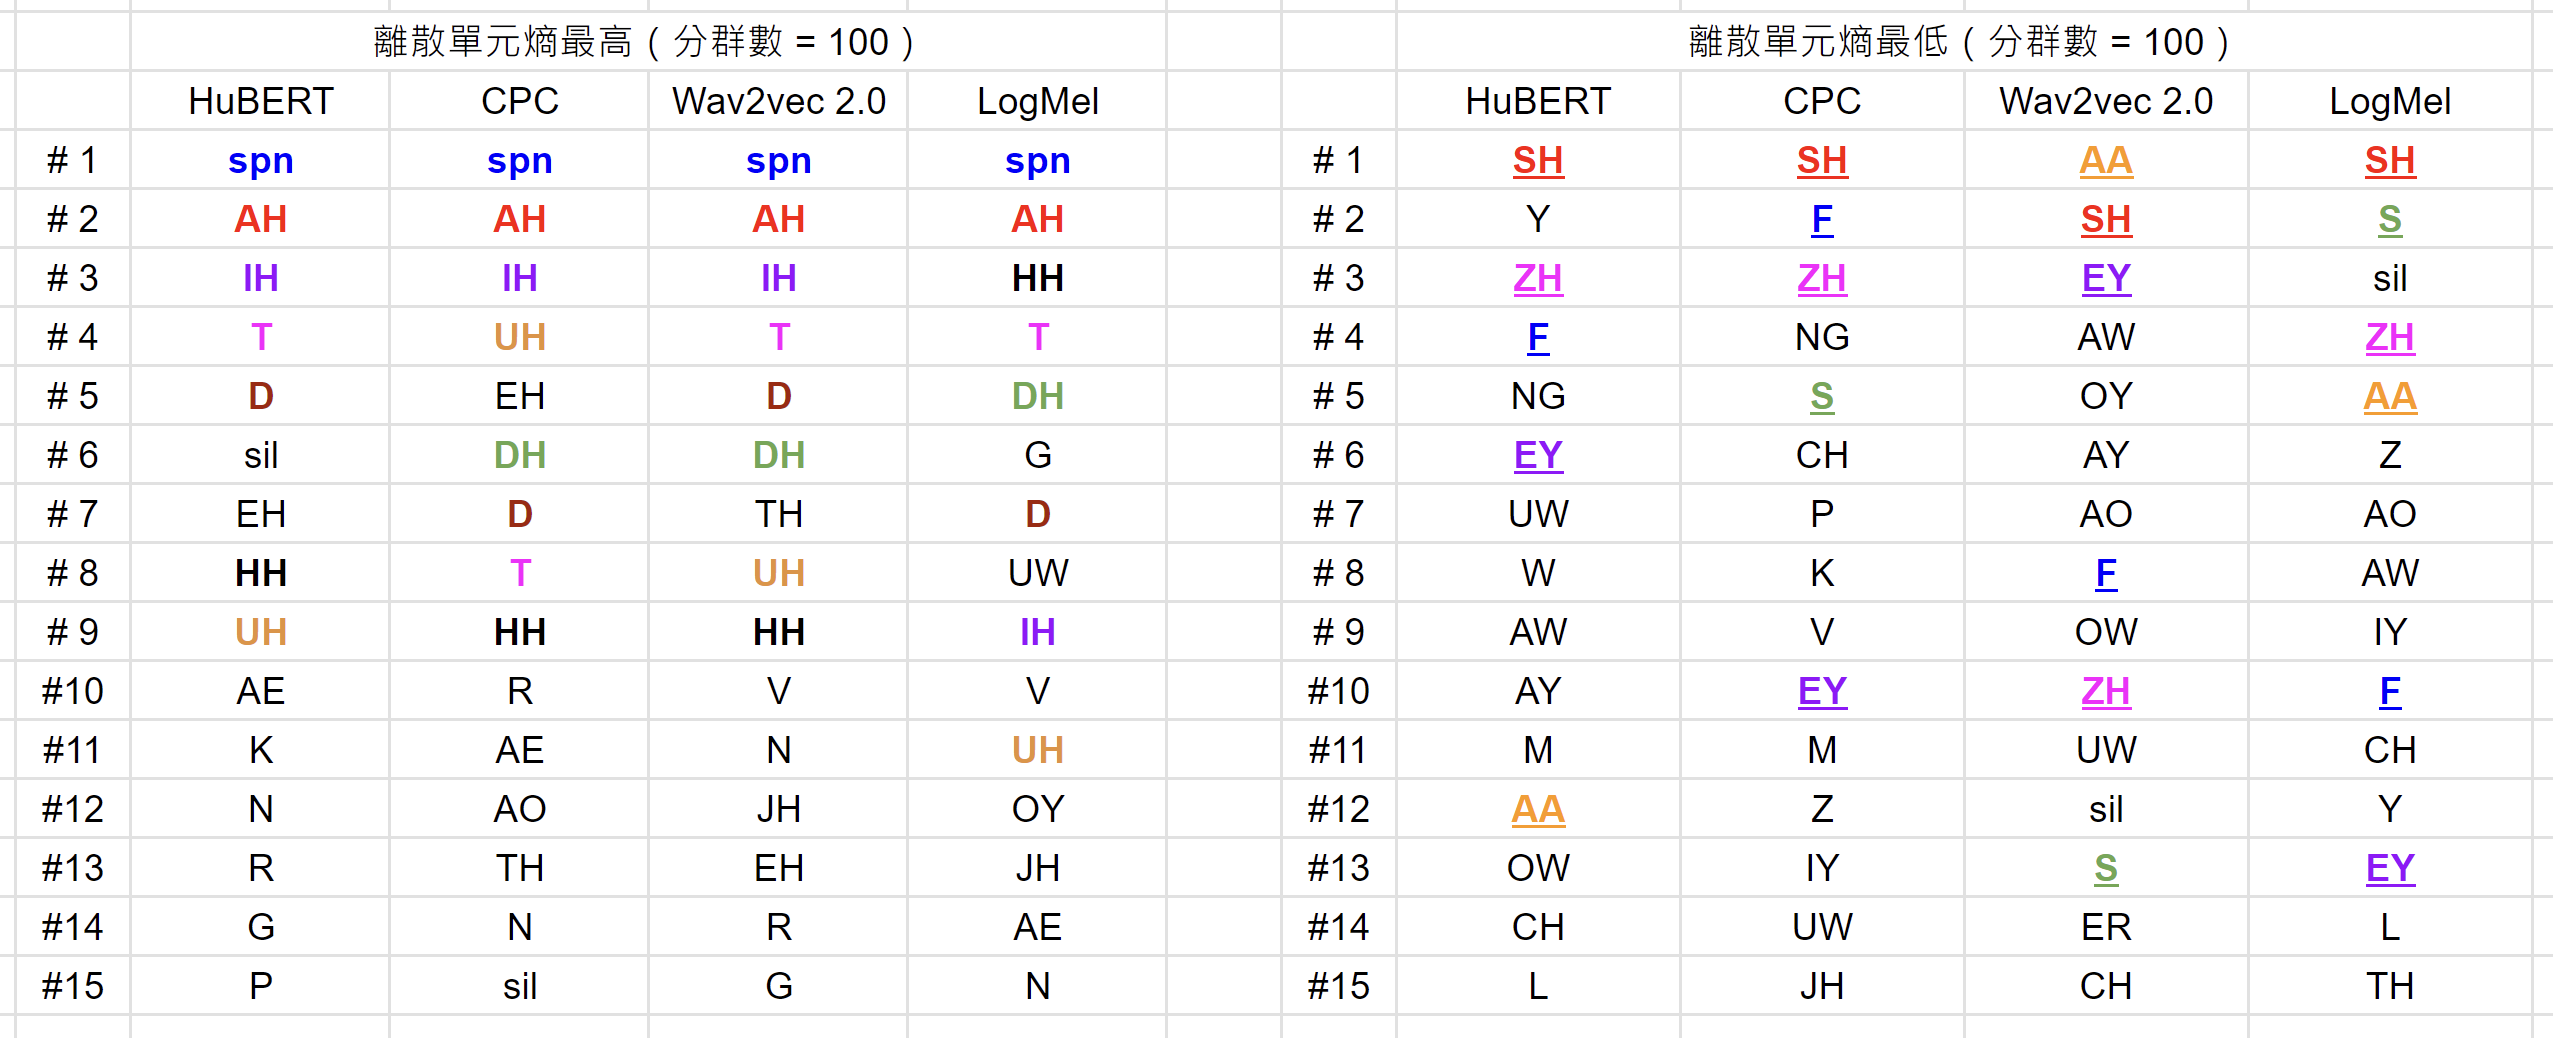 離散單元熵最高（分群數 = 100） 離散單元熵最低（分群數 = 100）
HuBERT CPC Wav2vec 2.0 LogMel HuBERT CPC Wav2vec 2.0 LogMel
# 1 spn spn spn spn # 1 SH SH AA SH
# 2 AH AH AH AH # 2 Y F SH S
# 3 IH IH IH HH # 3 ZH ZH EY sil
# 4 T UH T T # 4 F NG AW ZH
# 5 D EH D DH # 5 NG S OY AA
# 6 sil DH DH G # 6 EY CH AY Z
# 7 EH D TH D # 7 UW P AO AO
# 8 HH T UH UW # 8 W K F AW
# 9 UH HH HH IH # 9 AW V OW IY
#10 AE R V V #10 AY EY ZH F
#11 K AE N UH #11 M M UW CH
#12 N AO JH OY #12 AA Z sil Y
#13 R TH EH JH #13 OW IY S EY
#14 G N R AE #14 CH UW ER L
#15 P sil G N #15 L JH CH TH